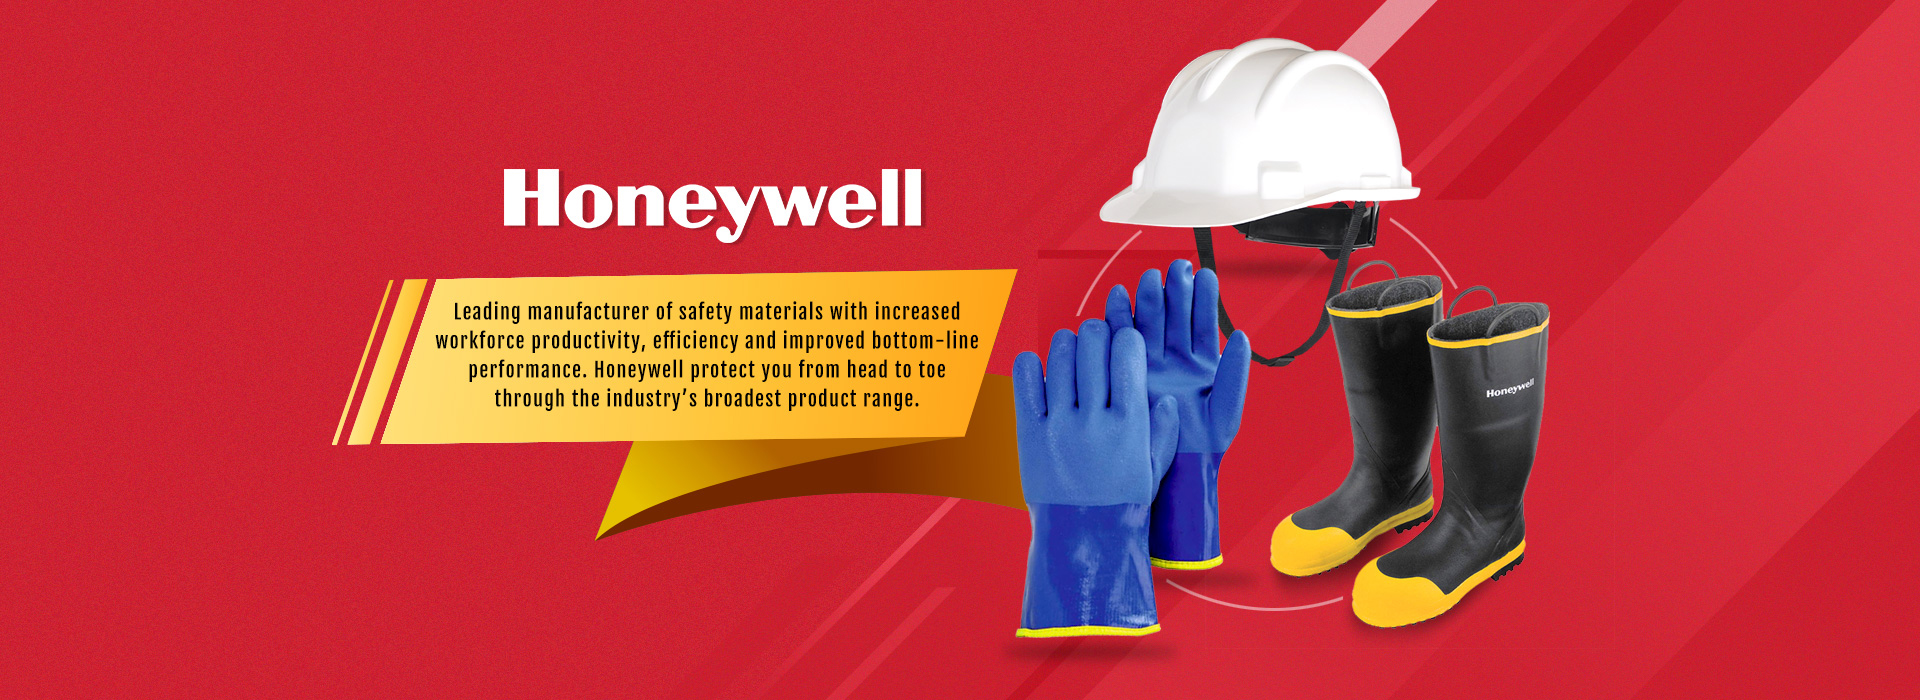 Honeywell
Leading manufacturer of safety materials with increased
workforce productivity, efficiency and improved bottom-line
performance. Honeywell protect you from head to toe
through the industry’s broadest product range.
Honeywell